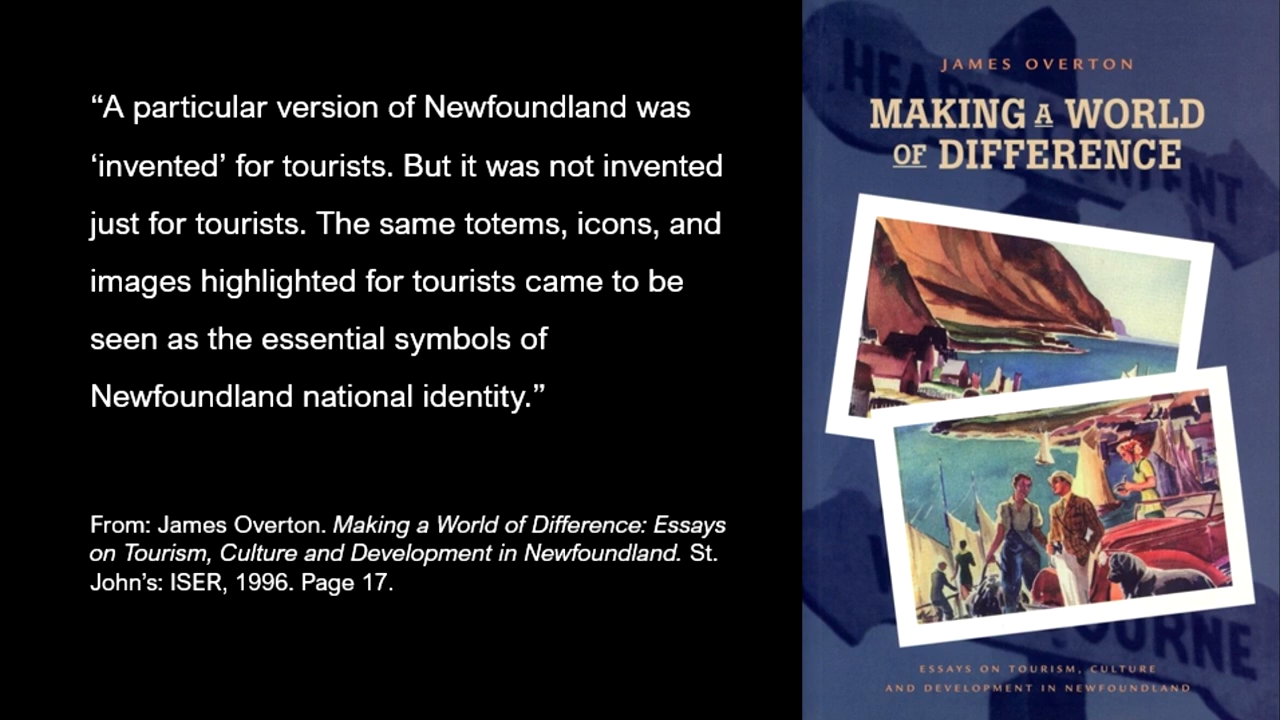 “A particular version of Newfoundland was
‘invented’ for tourists. But it was not invented
just for tourists. The same totems, icons, and
images highlighted for tourists came to be
seen as the essential symbols of
Newfoundland national identity.”
From: James Overton. Making a World of Difference: Essays
on Tourism, Culture and Development in Newfoundland. St.
John’s: ISER, 1996. Page 17.
JAMES OVERTON
MAKING A WORLD
OF DIFFERENCE
ESSAYS ON TOURISM, CULTURE
AND DEVELOPMENT IN NEWFOUNDLAND